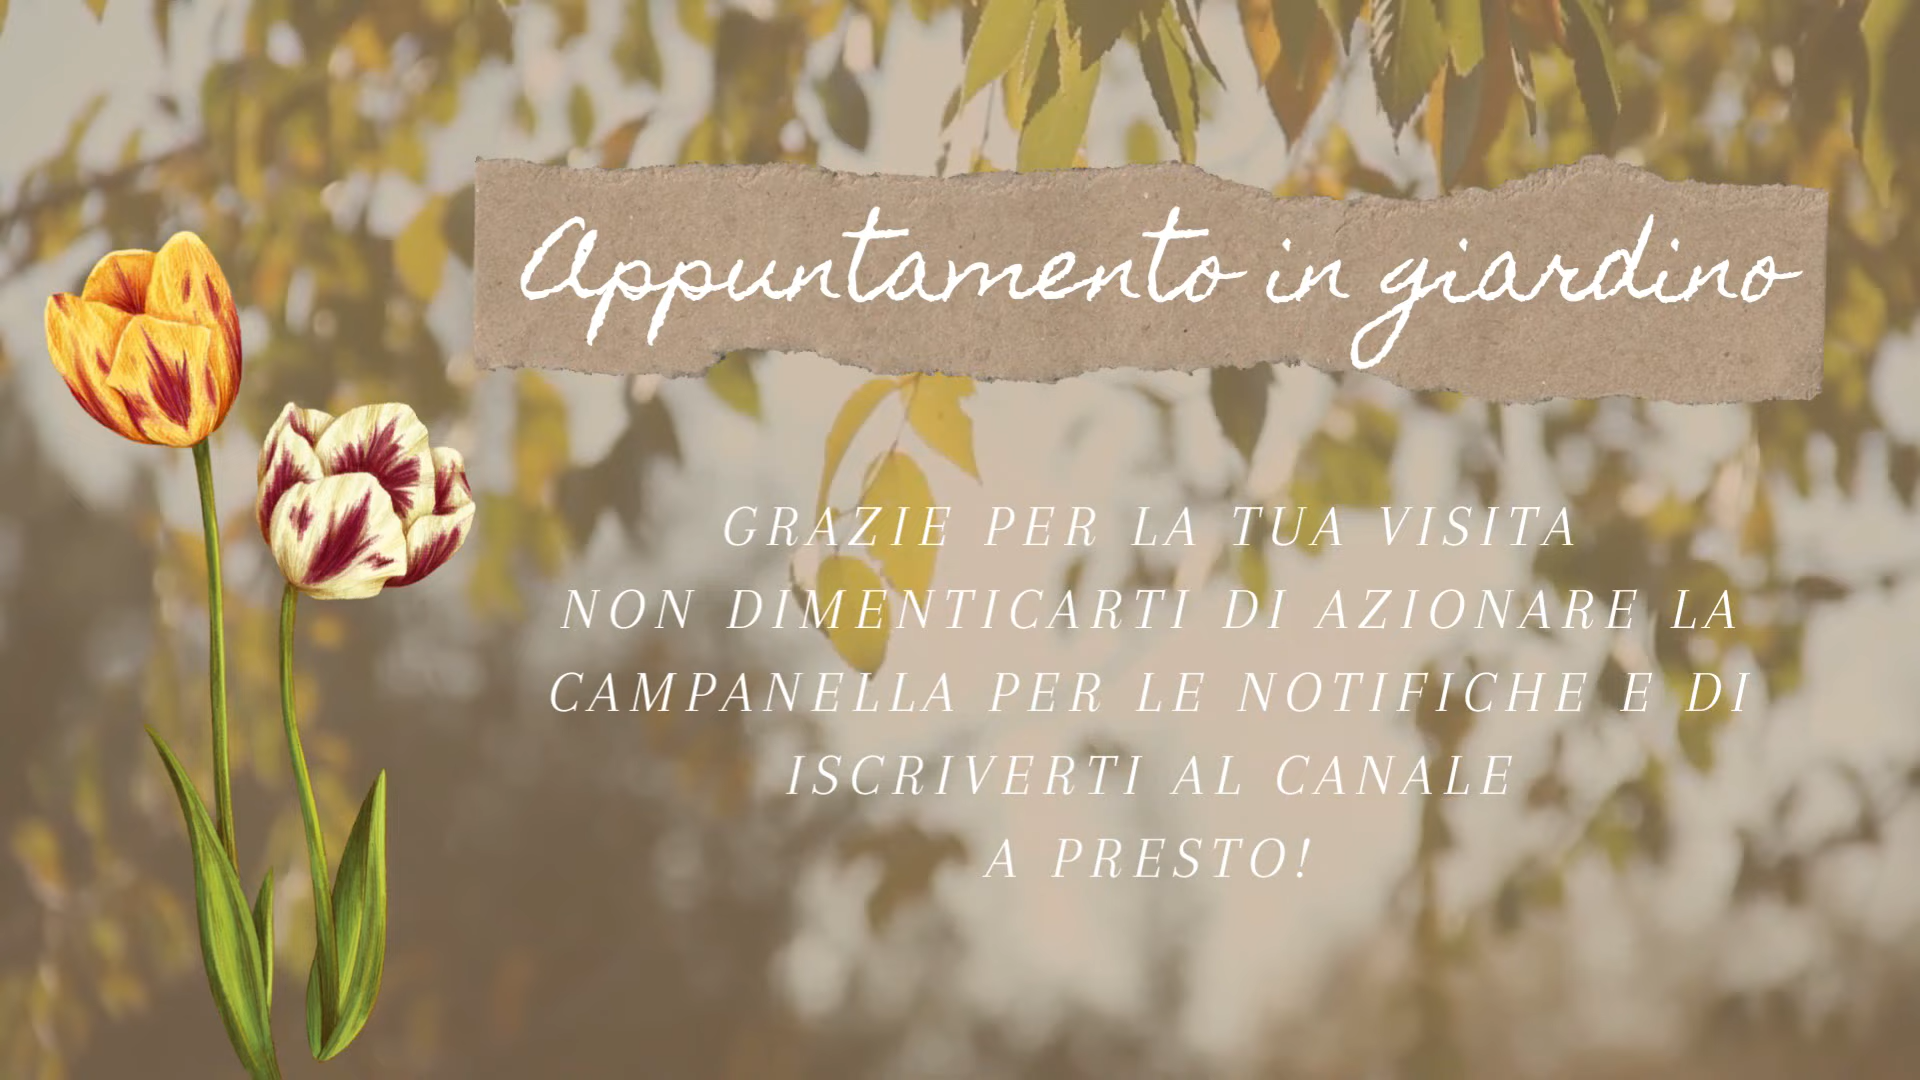 Appuntamento in giardino
GRAZIE PER LA TUA VISITA
NON DIMENTICARTI DI AZIONARE LA
CAMPANELLA PER LE NOTIFICHE E DI
ISCRIVERTI AL CANALE
A PRESTO!